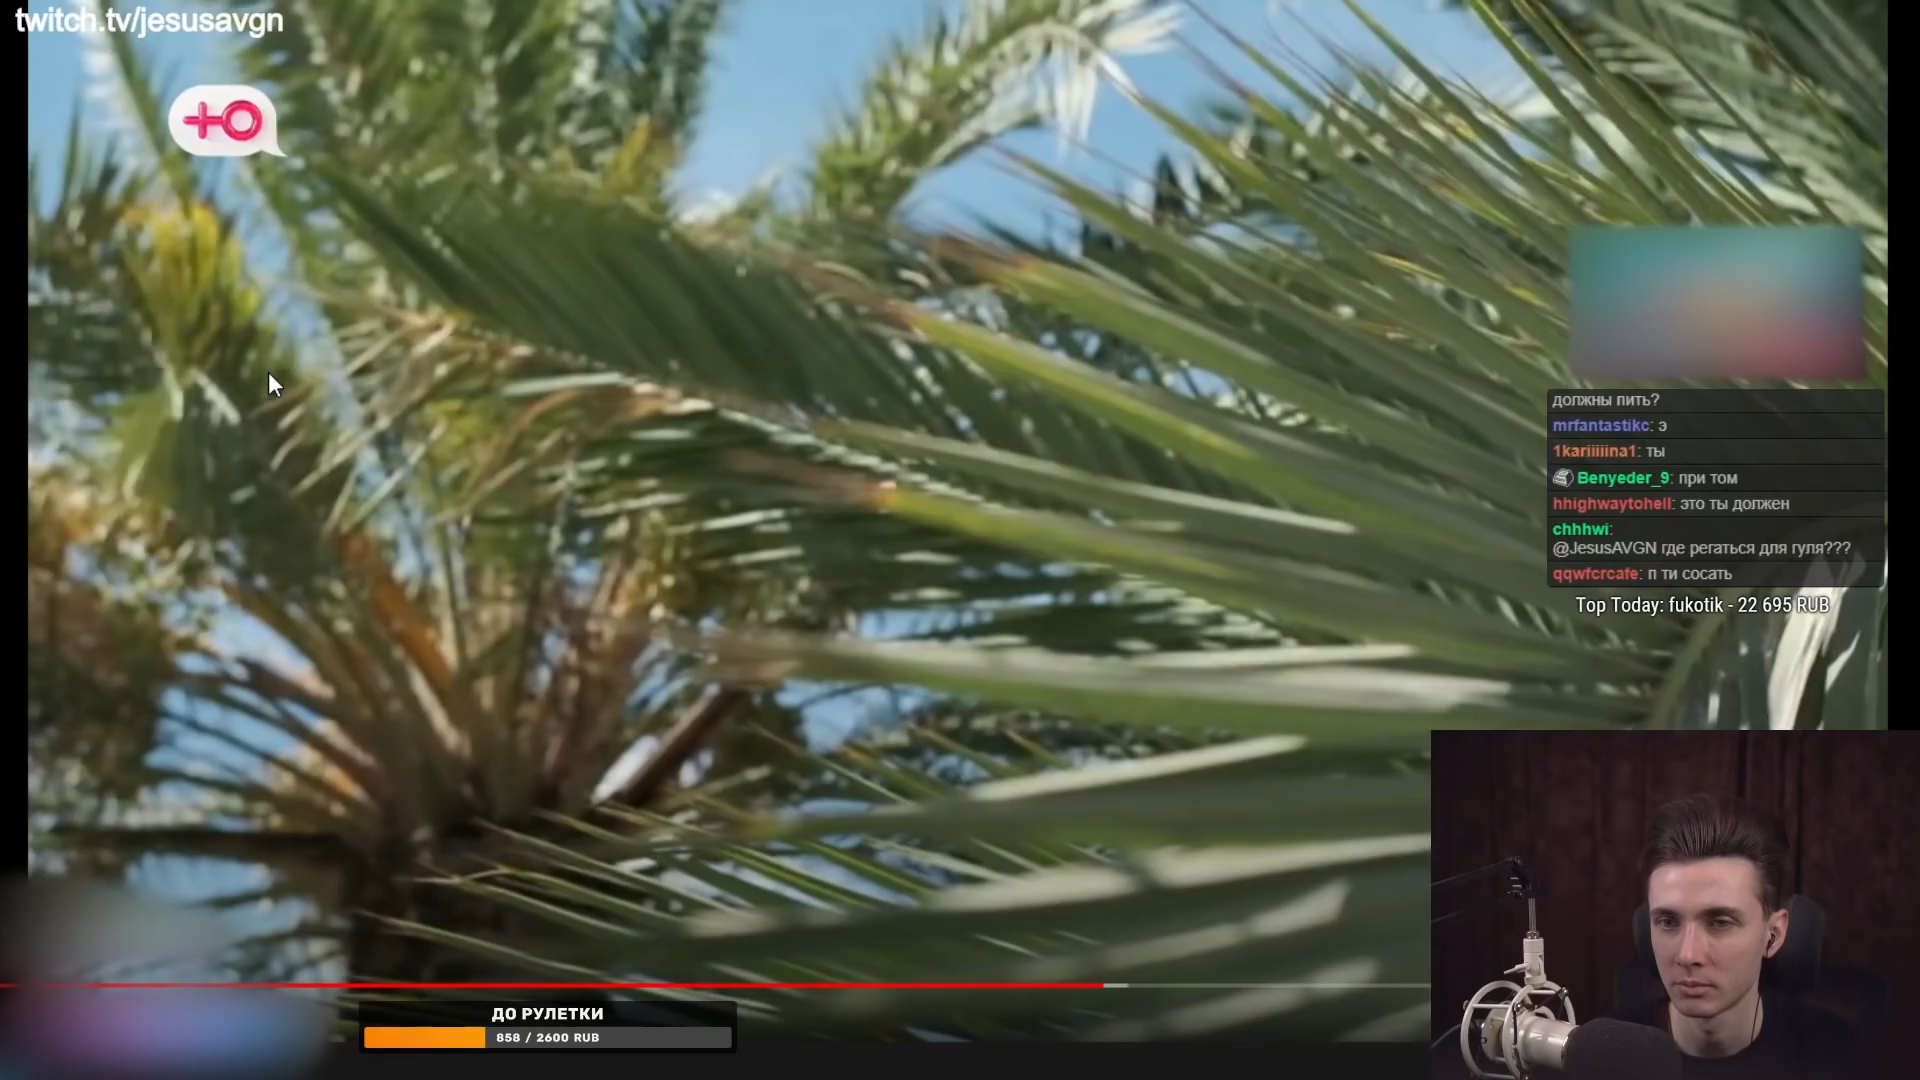 twitch.tv/jesusavgn
Ю
должны пить?
mrfantastikc: э
1kariiiiina1: ты
Benyeder_9: при том
hhighwaytohell: это ты должен
chhhwi:
@JesusAVGN где регаться для гуля???
qqwfcrcafe: п ти сосать
Top Today: fukotik - 22 695 RUB
ДО РУЛЕТКИ
858 / 2600 RUB